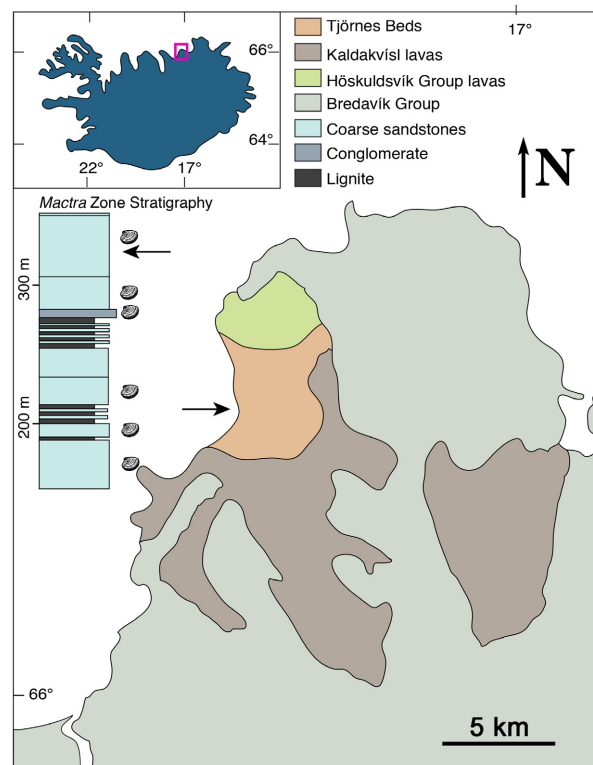 66°
64°
22°
17°
Tjörnes Beds
Kaldakvísl lavas
Höskuldsvík Group lavas
Bredavík Group
Coarse sandstones
Conglomerate
Lignite
17°
N
Mactra Zone Stratigraphy
300 m
200 m
66°
5 km